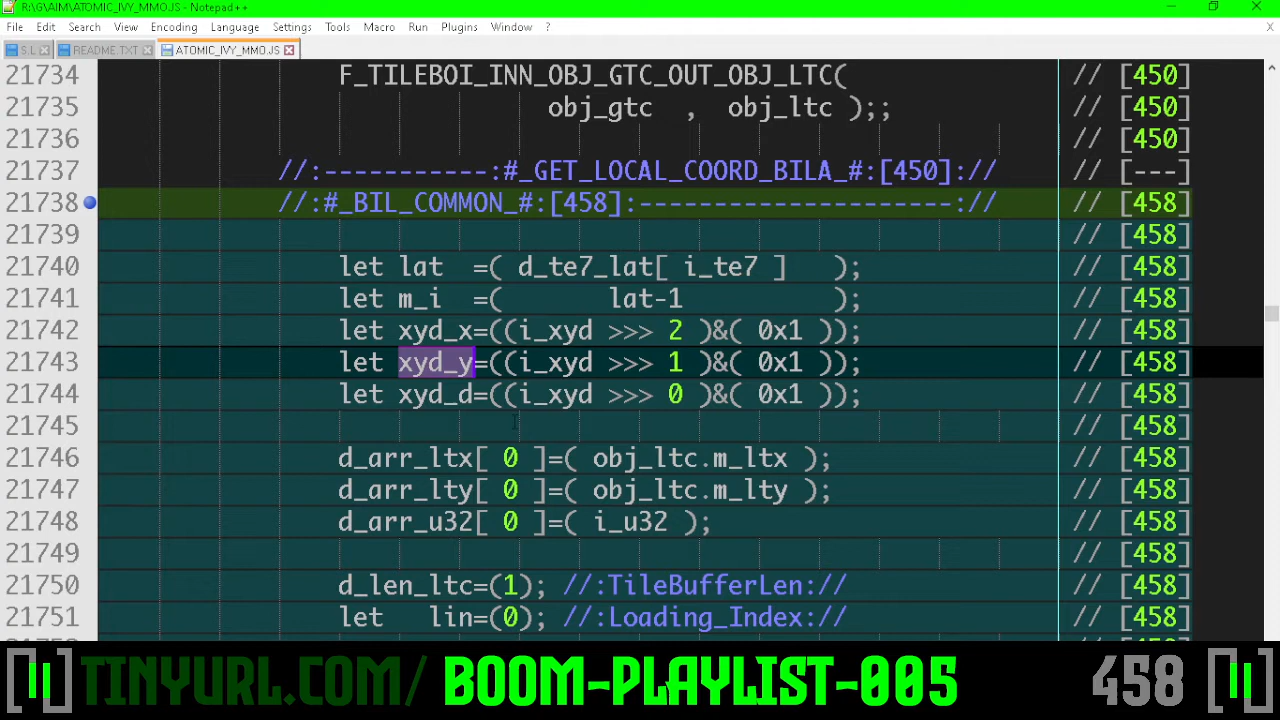 R:\G\AIM\ATOMIC_IVY_MMO.JS - Notepad++
File Edit Search View Encoding Language Settings Tools Macro Run Plugins Window ? X
S.L README.TXT ATOMIC_IVY_MMO.JS
21734 F_TILEBOI_INN_OBJ_GTC_OUT_OBJ_LTC( // [450]
21735 obj_gtc , obj_ltc );; // [450]
21736 // [450]
21737 //:-----------:#_GET_LOCAL_COORD_BILA_#:[450]:// // [---]
21738 //:#_BIL_COMMON_#:[458]:---------------------:// // [458]
21739 // [458]
21740 let lat =( d_te7_lat[ i_te7 ] ); // [458]
21741 let m_i =( lat-1 ); // [458]
21742 let xyd_x=((i_xyd >>> 2 )&( 0x1 )); // [458]
21743 let xyd_y=((i_xyd >>> 1 )&( 0x1 )); // [458]
21744 let xyd_d=((i_xyd >>> 0 )&( 0x1 )); // [458]
21745 // [458]
21746 d_arr_ltx[ 0 ]=( obj_ltc.m_ltx ); // [458]
21747 d_arr_lty[ 0 ]=( obj_ltc.m_lty ); // [458]
21748 d_arr_u32[ 0 ]=( i_u32 ); // [458]
21749 // [458]
21750 d_len_ltc=(1); //:TileBufferLen:// // [458]
21751 let lin=(0); //:Loading_Index:// // [458]
TINYURL.COM/ BOOM-PLAYLIST-005 458